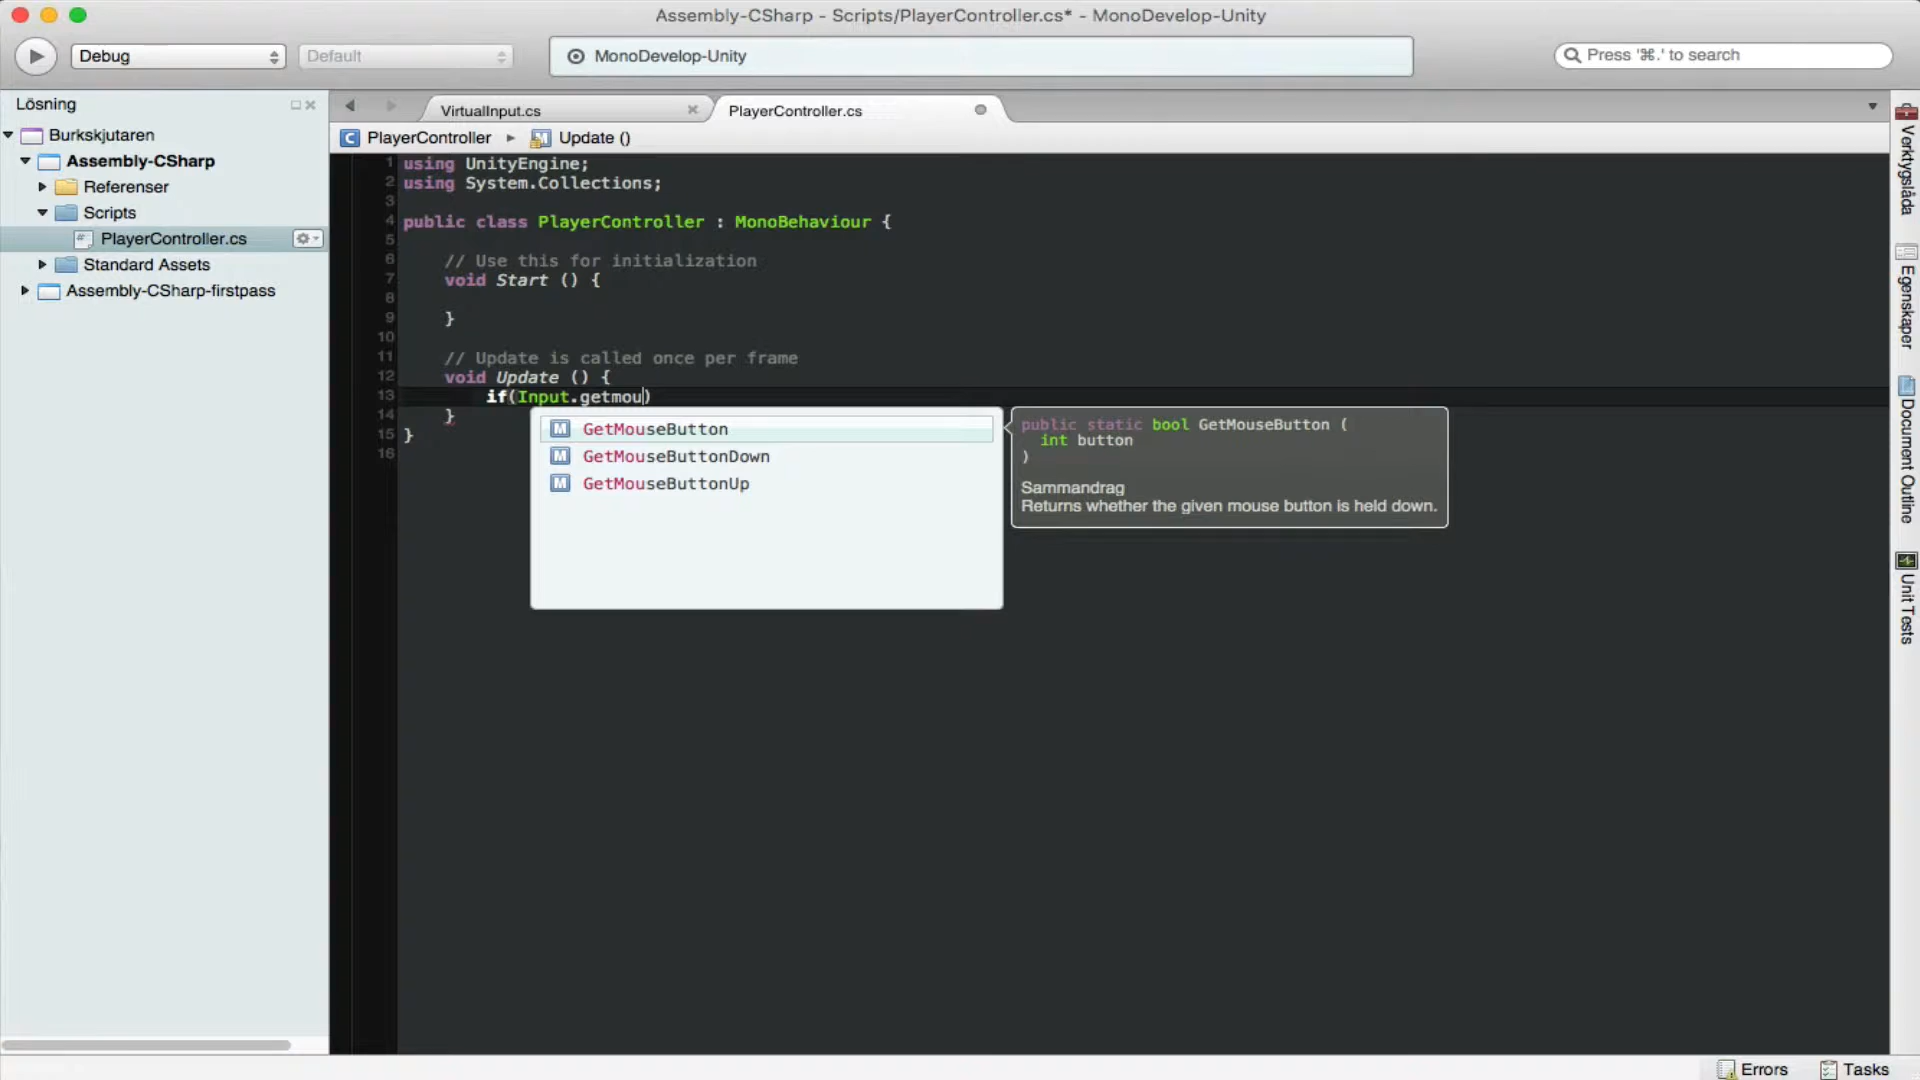 Assembly-CSharp - Scripts/PlayerController.cs* - MonoDevelop-Unity
Debug
Default
MonoDevelop-Unity
Press '⌘.' to search
Lösning
Burkskjutaren
Assembly-CSharp
Referenser
Scripts
PlayerController.cs
Standard Assets
Assembly-CSharp-firstpass
VirtualInput.cs
PlayerController.cs
C PlayerController
Update ()
1 using UnityEngine;
2 using System.Collections;
3
4 public class PlayerController : MonoBehaviour {
5
6 // Use this for initialization
7 void Start () {
8
9 }
10
11 // Update is called once per frame
12 void Update () {
13 if(Input.getmou)
14 }
15 }
16
M GetMouseButton
M GetMouseButtonDown
M GetMouseButtonUp
public static bool GetMouseButton (
int button
)
Sammandrag
Returns whether the given mouse button is held down.
Verktygslåda
Egenskaper
Document Outline
Unit Tests
Errors
Tasks